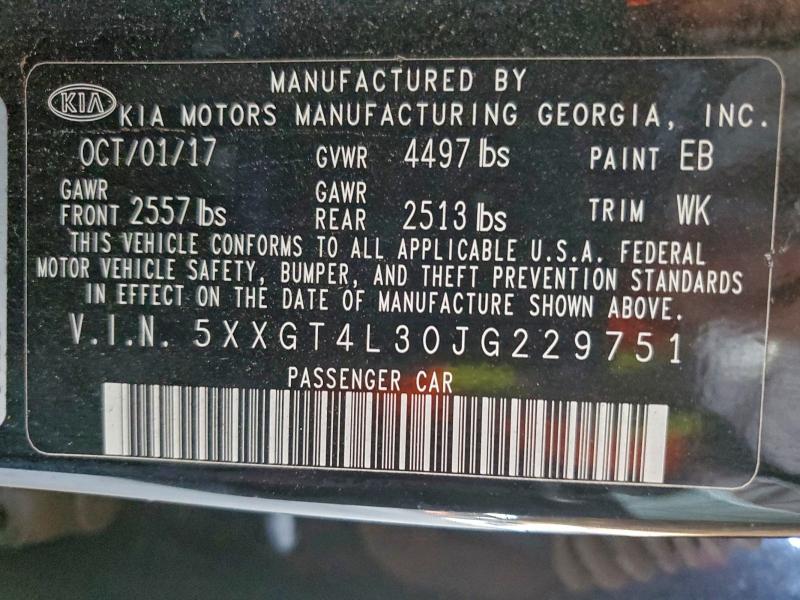 MANUFACTURED BY
KIA KIA MOTORS MANUFACTURING GEORGIA, INC.
OCT/01/17 GVWR 4497 lbs PAINT EB
GAWR FRONT 2557 lbs GAWR REAR 2513 lbs TRIM WK
THIS VEHICLE CONFORMS TO ALL APPLICABLE U.S.A. FEDERAL
MOTOR VEHICLE SAFETY, BUMPER, AND THEFT PREVENTION STANDARDS
IN EFFECT ON THE DATE OF MANUFACTURE SHOWN ABOVE.
V.I.N. 5XXGT4L30JG229751
PASSENGER CAR